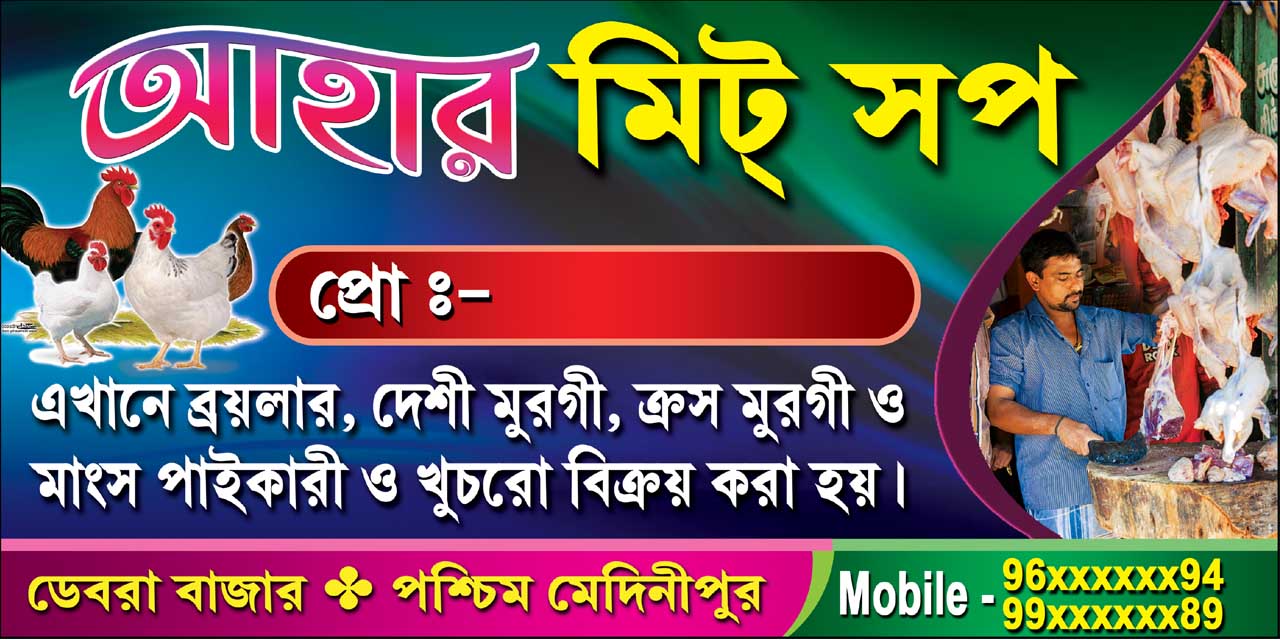 আহার মিট্ সপ
প্রো ঃ-
এখানে ব্রয়লার, দেশী মুরগী, ক্রস মুরগী ও
মাংস পাইকারী ও খুচরো বিক্রয় করা হয়।
ডেবরা বাজার ✤ পশ্চিম মেদিনীপুর
Mobile - 96xxxxxx94
99xxxxxx89